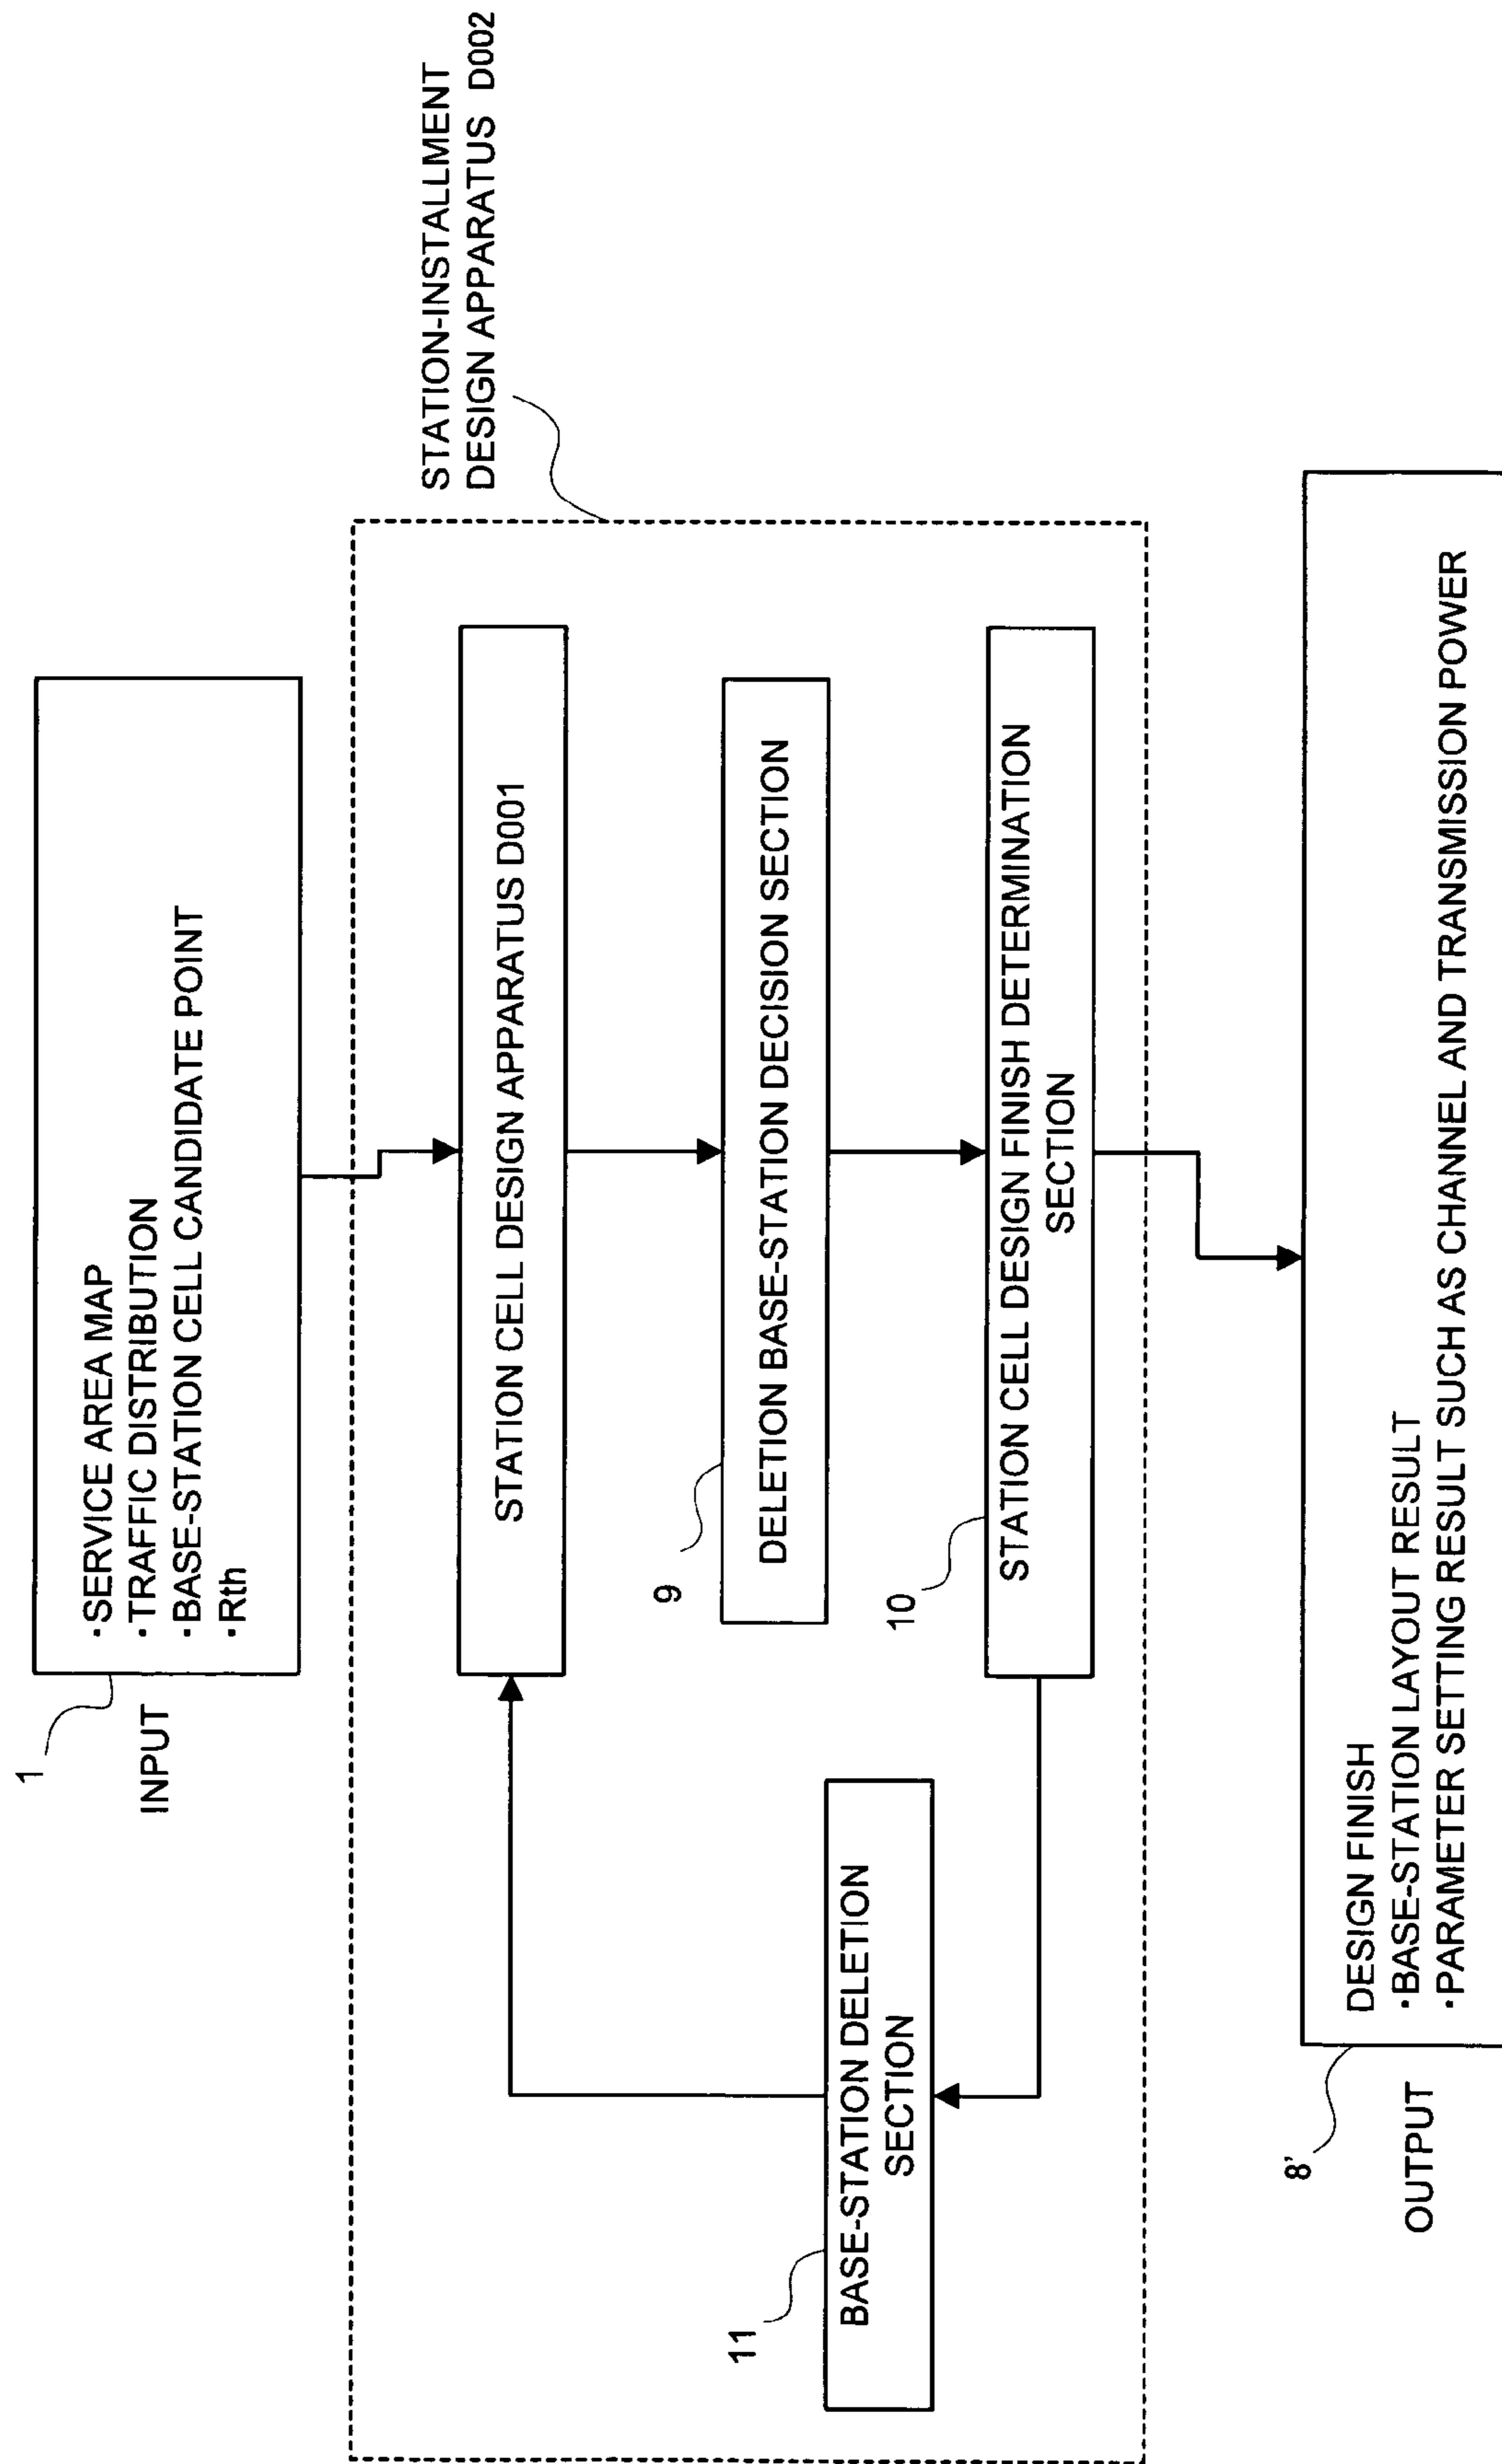 1
INPUT
·SERVICE AREA MAP
·TRAFFIC DISTRIBUTION
·BASE-STATION CELL CANDIDATE POINT
·Rth
STATION-INSTALLMENT
DESIGN APPARATUS D002
STATION CELL DESIGN APPARATUS D001
9
DELETION BASE-STATION DECISION SECTION
11
BASE-STATION DELETION
SECTION
10
STATION CELL DESIGN FINISH DETERMINATION
SECTION
8'
OUTPUT
DESIGN FINISH
·BASE-STATION LAYOUT RESULT
·PARAMETER SETTING RESULT SUCH AS CHANNEL AND TRANSMISSION POWER